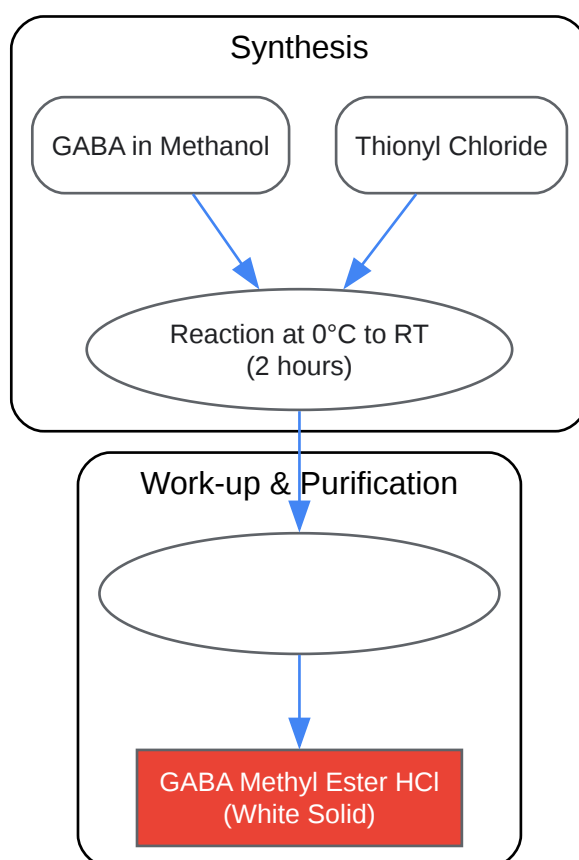 Synthesis
GABA in Methanol
Thionyl Chloride
Reaction at 0°C to RT
(2 hours)
Work-up & Purification
GABA Methyl Ester HCl
(White Solid)